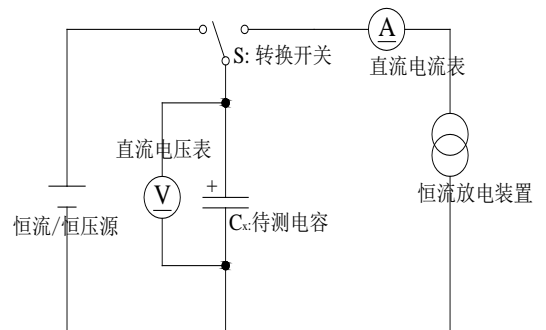 A
S: 转换开关
直流电流表
直流电压表
+
V
恒流放电装置
恒流/恒压源
Cx:待测电容